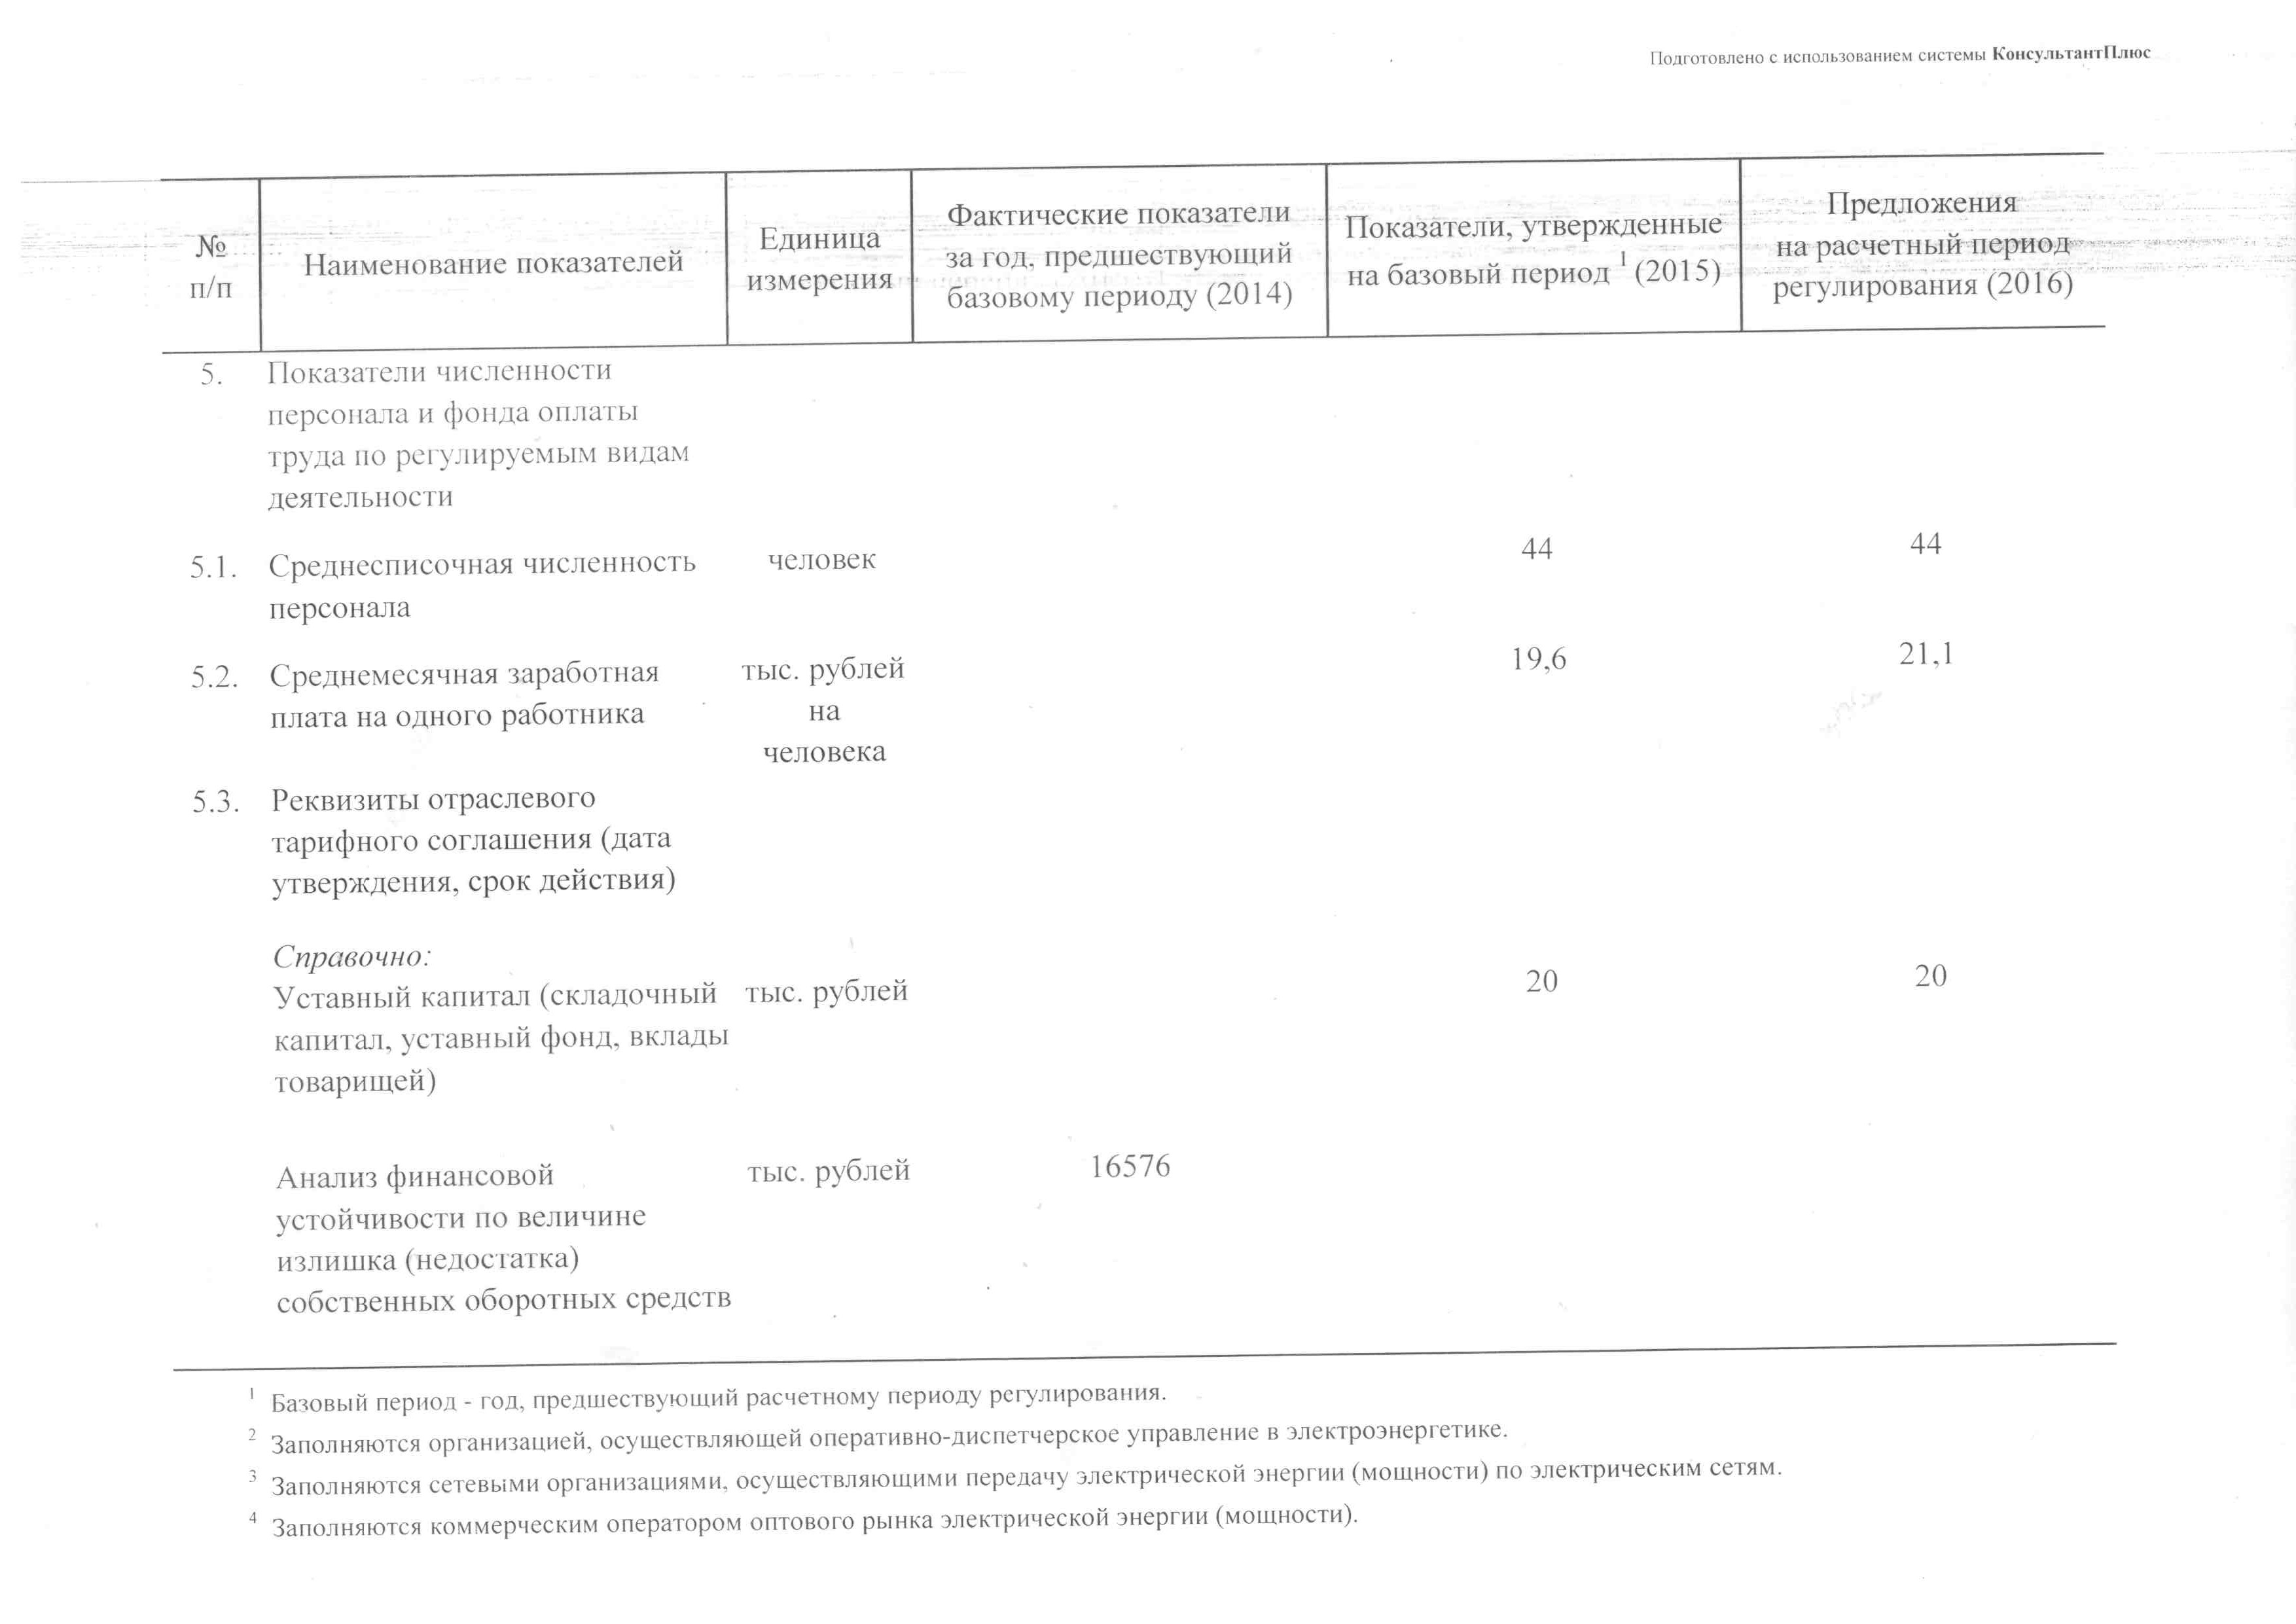 Подготовлено с использованием системы КонсультантПлюс
№
п/п
Наименование показателей
Единица
измерения
Фактические показатели
за год, предшествующий
базовому периоду (2014)
Показатели, утвержденные
на базовый период 1 (2015)
Предложения
на расчетный период
регулирования (2016)
5. Показатели численности
персонала и фонда оплаты
труда по регулируемым видам
деятельности
5.1. Среднесписочная численность человек 44 44
персонала
5.2. Среднемесячная заработная тыс. рублей 19,6 21,1
плата на одного работника на
человека
5.3. Реквизиты отраслевого
тарифного соглашения (дата
утверждения, срок действия)
Справочно:
Уставный капитал (складочный тыс. рублей 20 20
капитал, уставный фонд, вклады
товарищей)
Анализ финансовой тыс. рублей 16576
устойчивости по величине
излишка (недостатка)
собственных оборотных средств
1 Базовый период - год, предшествующий расчетному периоду регулирования.
2 Заполняются организацией, осуществляющей оперативно-диспетчерское управление в электроэнергетике.
3 Заполняются сетевыми организациями, осуществляющими передачу электрической энергии (мощности) по электрическим сетям.
4 Заполняются коммерческим оператором оптового рынка электрической энергии (мощности).